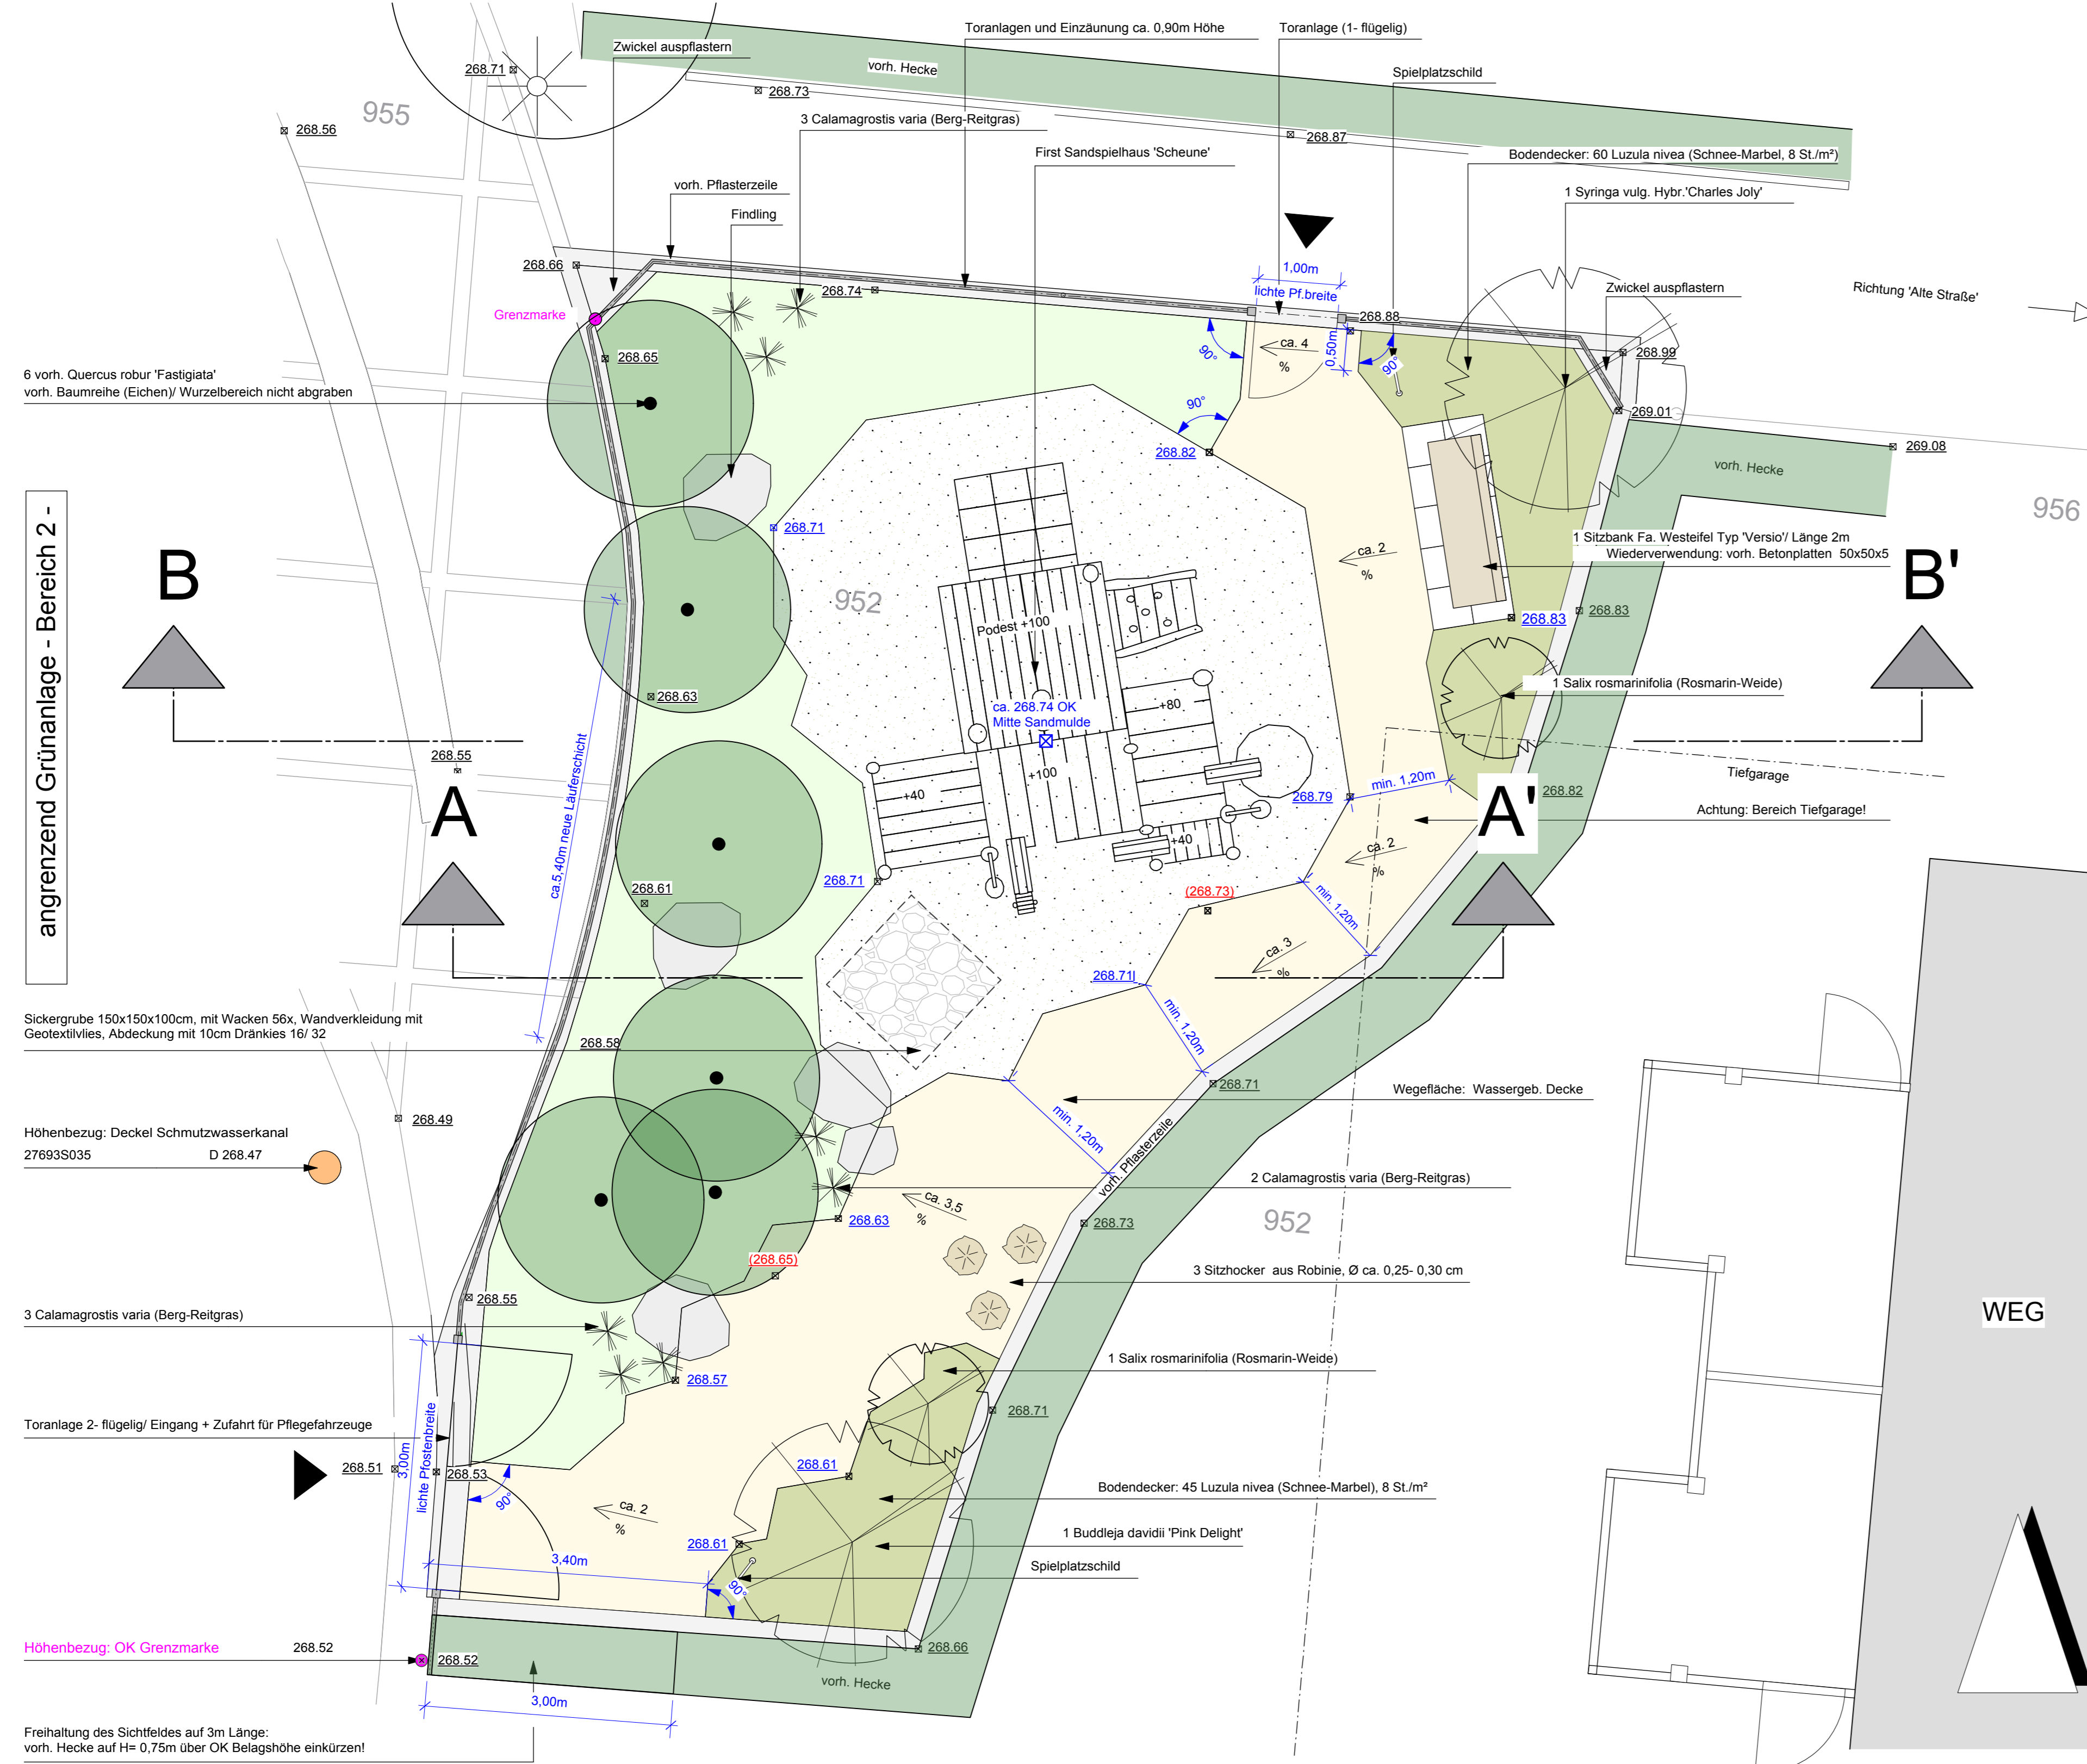 Toranlagen und Einzäunung ca. 0,90m Höhe
Toranlage (1- flügelig)
Zwickel auspflastern
vorh. Hecke
Spielplatzschild
268.71
268.73
955
268.56
3 Calamagrostis varia (Berg-Reitgras)
268.87
First Sandspielhaus 'Scheune'
Bodendecker: 60 Luzula nivea (Schnee-Marbel, 8 St./m²)
vorh. Pflasterzeile
1 Syringa vulg. Hybr.'Charles Joly'
Findling
268.66
1,00m
lichte Pf.breite
268.74
Zwickel auspflastern
Richtung 'Alte Straße'
Grenzmarke
268.88
268.65
90°
ca. 4
%
0,50m
90°
268.99
6 vorh. Quercus robur 'Fastigiata'
vorh. Baumreihe (Eichen)/ Wurzelbereich nicht abgraben
90°
269.01
268.82
269.08
vorh. Hecke
956
angrenzend Grünanlage - Bereich 2 -
268.71
1 Sitzbank Fa. Westeifel Typ 'Versio'/ Länge 2m
Wiederverwendung: vorh. Betonplatten 50x50x5
ca. 2
%
B
B'
952
268.83
268.83
Podest +100
268.63
1 Salix rosmarinifolia (Rosmarin-Weide)
ca. 268.74 OK
Mitte Sandmulde
+80
268.55
ca.5,40m neue Läuferschicht
+100
Tiefgarage
min. 1,20m
+40
268.79
268.82
A
A'
Achtung: Bereich Tiefgarage!
+40
ca. 2
%
268.71
268.61
(268.73)
min. 1,20m
ca. 3
%
268.71
Sickergrube 150x150x100cm, mit Wacken 56x, Wandverkleidung mit
Geotextilvlies, Abdeckung mit 10cm Dränkies 16/ 32
268.58
min. 1,20m
268.71
Wegefläche: Wassergeb. Decke
268.49
min. 1,20m
Höhenbezug: Deckel Schmutzwasserkanal
27693S035 D 268.47
vorh. Pflasterzeile
2 Calamagrostis varia (Berg-Reitgras)
ca. 3,5
%
268.63
268.73
952
(268.65)
3 Sitzhocker aus Robinie, Ø ca. 0,25- 0,30 cm
268.55
3 Calamagrostis varia (Berg-Reitgras)
WEG
1 Salix rosmarinifolia (Rosmarin-Weide)
268.57
268.71
Toranlage 2- flügelig/ Eingang + Zufahrt für Pflegefahrzeuge
3,00m
lichte Pfostenbreite
268.51
268.53
268.61
90°
Bodendecker: 45 Luzula nivea (Schnee-Marbel), 8 St./m²
ca. 2
%
1 Buddleja davidii 'Pink Delight'
268.61
3,40m
Spielplatzschild
90°
Höhenbezug: OK Grenzmarke 268.52
268.52
268.66
vorh. Hecke
3,00m
Freihaltung des Sichtfeldes auf 3m Länge:
vorh. Hecke auf H= 0,75m über OK Belagshöhe einkürzen!